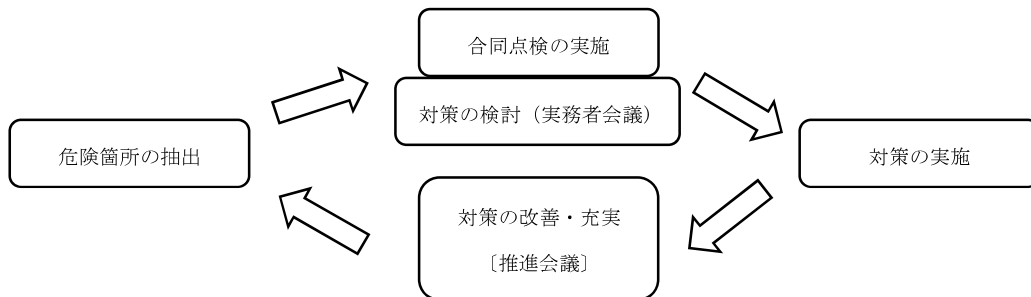 合同点検の実施
対策の検討（実務者会議）
危険箇所の抽出
対策の実施
対策の改善・充実
〔推進会議〕